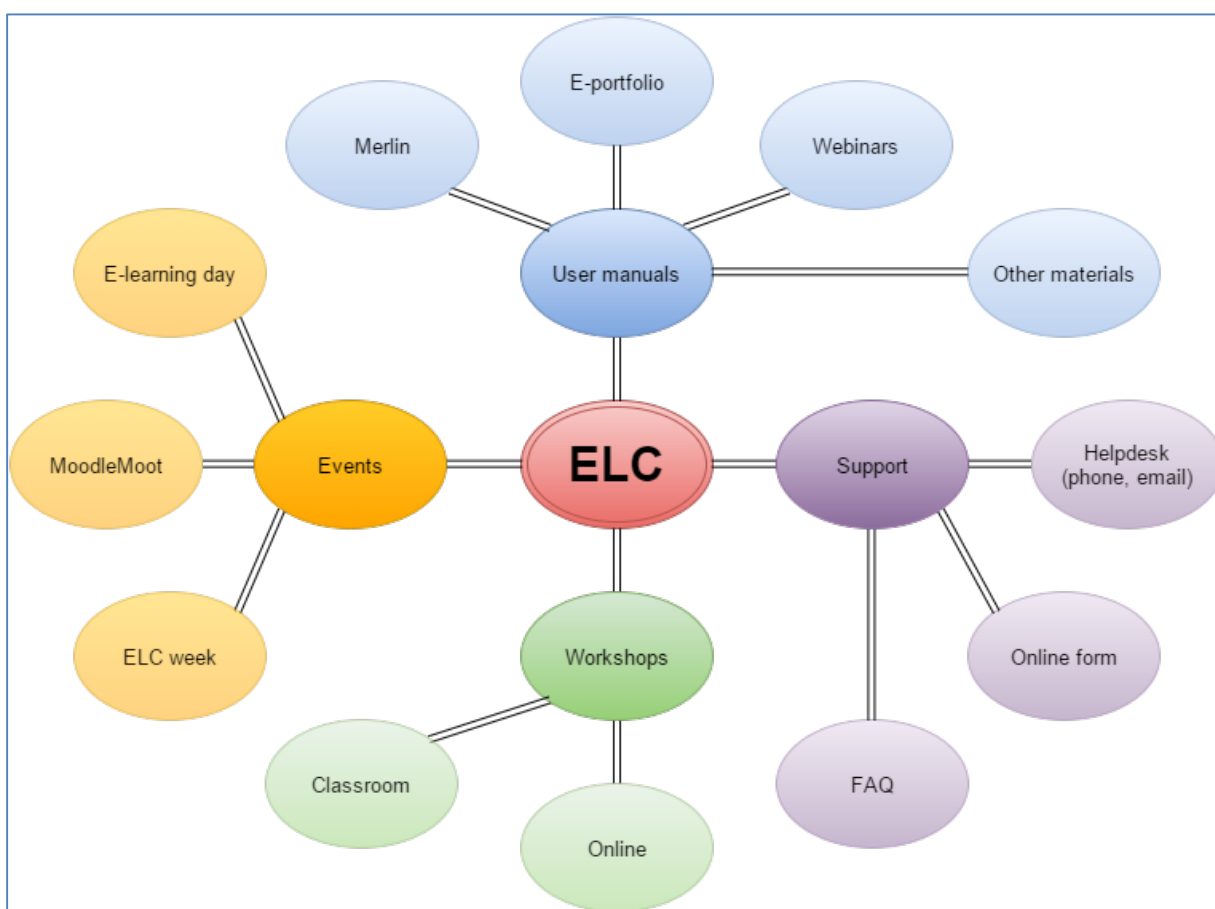 E-portfolio
Merlin
Webinars
E-learning day
User manuals
Other materials
MoodleMoot
Events
ELC
Support
Helpdesk
(phone, email)
ELC week
Workshops
Online form
Classroom
FAQ
Online